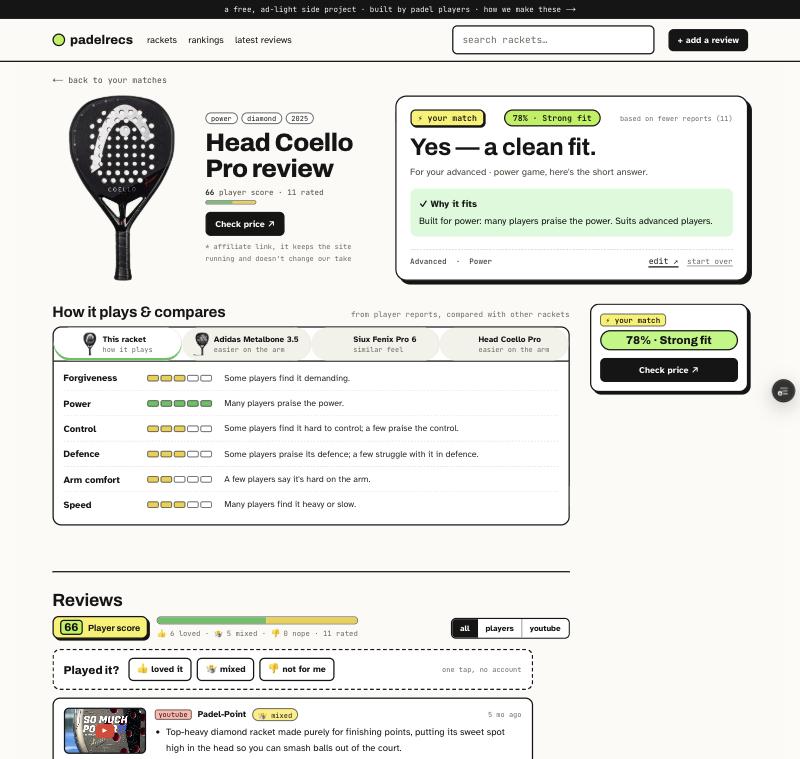 a free, ad-light side project · built by padel players · how we make these →
padelrecs
rackets
rankings
latest reviews
search rackets…
+ add a review
← back to your matches
power
diamond
2025
Head Coello
Pro review
66 player score · 11 rated
Check price ↗
* affiliate link, it keeps the site
running and doesn't change our take
COELLO
⚡ your match
78% · Strong fit
based on fewer reports (11)
Yes — a clean fit.
For your advanced · power game, here's the short answer.
✓ Why it fits
Built for power: many players praise the power. Suits advanced players.
Advanced · Power
edit ↗
start over
How it plays & compares
from player reports, compared with other rackets
This racket
how it plays
Adidas Metalbone 3.5
easier on the arm
Siux Fenix Pro 6
similar feel
Head Coello Pro
easier on the arm
Forgiveness
Some players find it demanding.
Power
Many players praise the power.
Control
Some players find it hard to control; a few praise the control.
Defence
Some players praise its defence; a few struggle with it in defence.
Arm comfort
A few players say it's hard on the arm.
Speed
Many players find it heavy or slow.
⚡ your match
78% · Strong fit
Check price ↗
Reviews
66 Player score
👍 6 loved · 🤏 5 mixed · 👎 0 nope · 11 rated
all
players
youtube
Played it?
👍 loved it
mixed
👎 not for me
one tap, no account
SO MUCH
youtube
Padel-Point
mixed
5 mo ago
• Top-heavy diamond racket made purely for finishing points, putting its sweet spot
high in the head so you can smash balls out of the court.